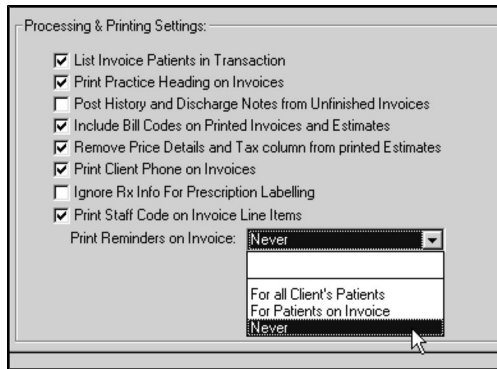 Processing & Printing Settings:
List Invoice Patients in Transaction
Print Practice Heading on Invoices
Post History and Discharge Notes from Unfinished Invoices
Include Bill Codes on Printed Invoices and Estimates
Remove Price Details and Tax column from printed Estimates
Print Client Phone on Invoices
Ignore Rx Info For Prescription Labelling
Print Staff Code on Invoice Line Items
Print Reminders on Invoice: Never
For all Client's Patients
For Patients on Invoice
Never